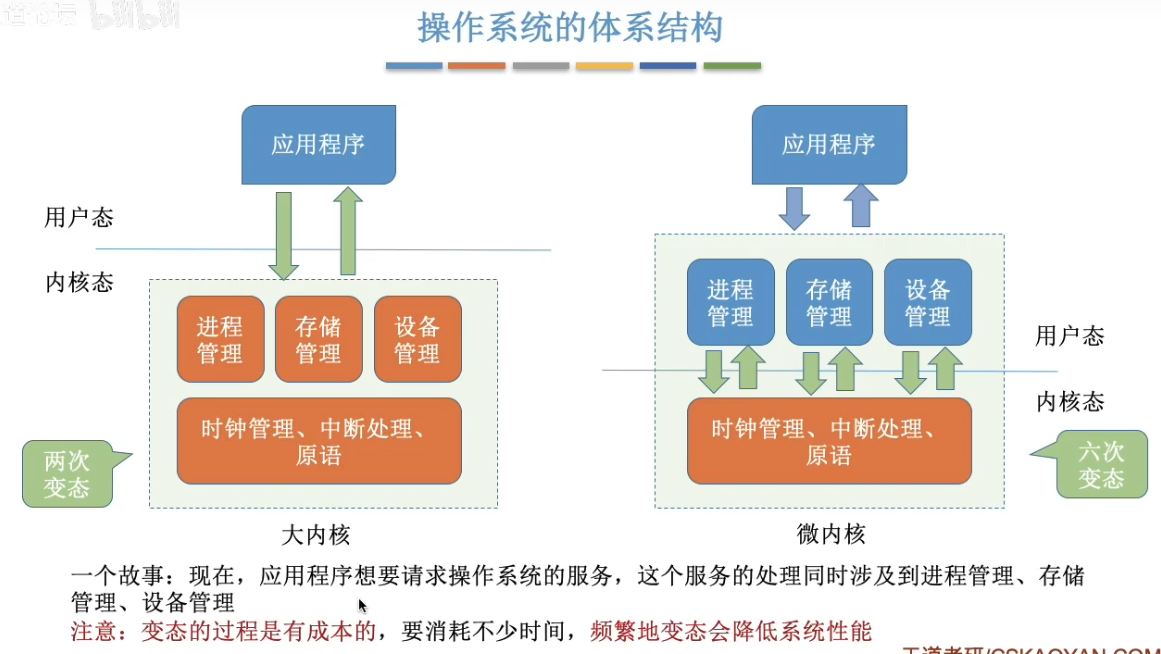 操作系统的体系结构
应用程序
应用程序
用户态
内核态
进程
管理
存储
管理
设备
管理
时钟管理、中断处理、
原语
两次
变态
大内核
进程
管理
存储
管理
设备
管理
用户态
内核态
时钟管理、中断处理、
原语
六次
变态
微内核
一个故事：现在，应用程序想要请求操作系统的服务，这个服务的处理同时涉及到进程管理、存储
管理、设备管理
注意：变态的过程是有成本的，要消耗不少时间，频繁地变态会降低系统性能
王道考研/CSKAOYAN.COM